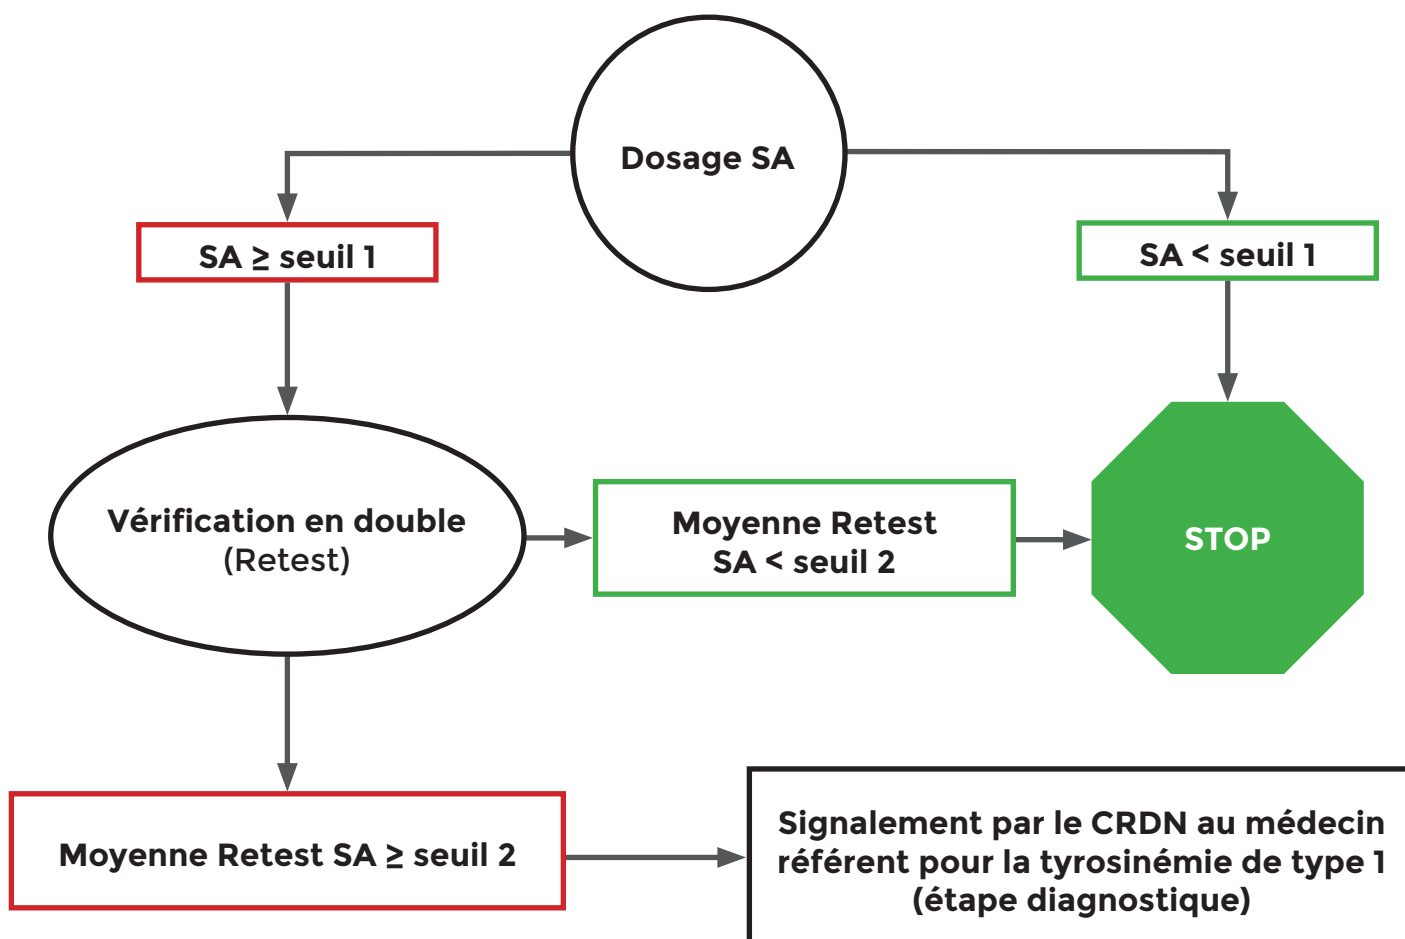 Dosage SA
SA ≥ seuil 1
SA < seuil 1
Vérification en double
(Retest)
Moyenne Retest
SA < seuil 2
STOP
Moyenne Retest SA ≥ seuil 2
Signalement par le CRDN au médecin
référent pour la tyrosinémie de type 1
(étape diagnostique)